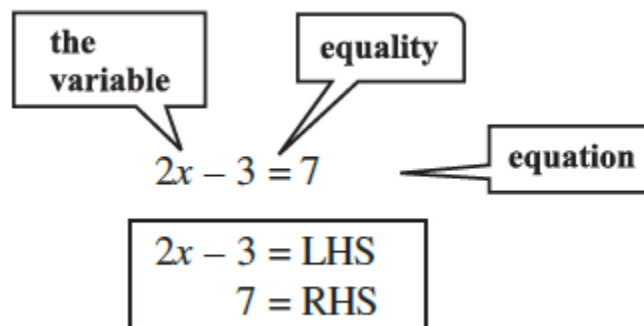 the
variable
equality
2x – 3 = 7
equation
2x – 3 = LHS
7 = RHS